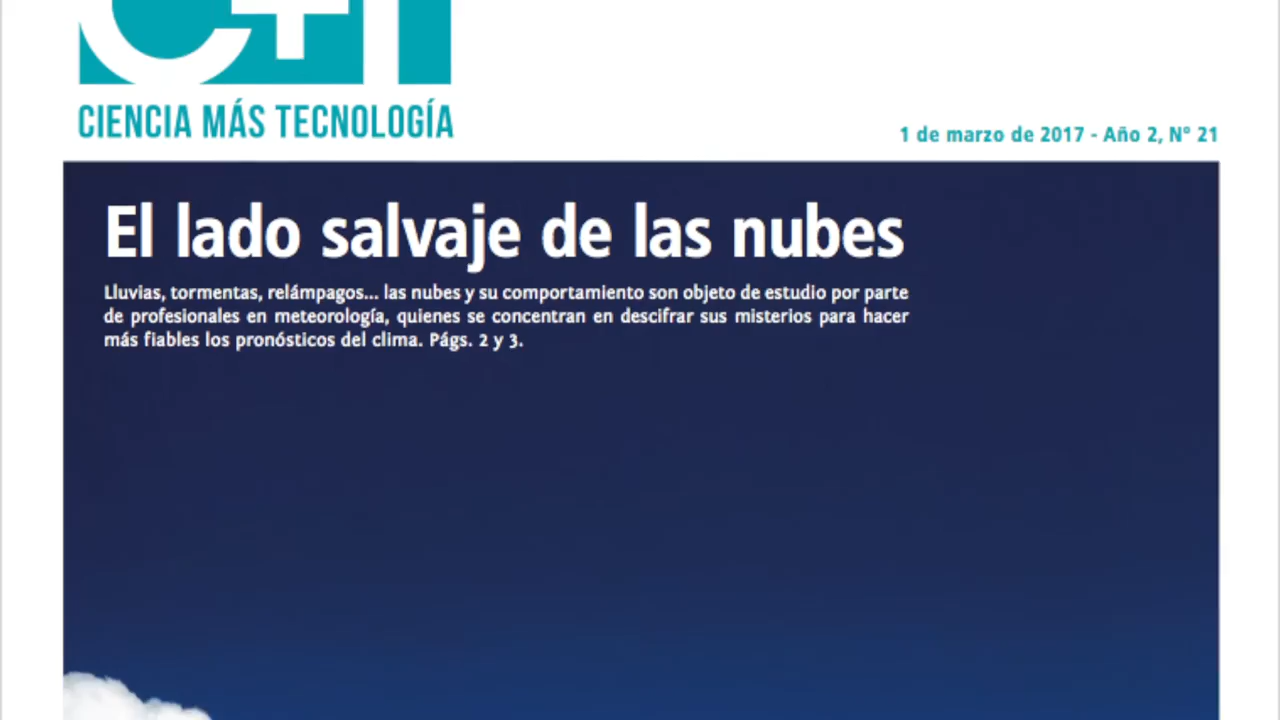 C+T
CIENCIA MÁS TECNOLOGÍA
1 de marzo de 2017 - Año 2, Nº 21
El lado salvaje de las nubes
Lluvias, tormentas, relámpagos... las nubes y su comportamiento son objeto de estudio por parte
de profesionales en meteorología, quienes se concentran en descifrar sus misterios para hacer
más fiables los pronósticos del clima. Págs. 2 y 3.